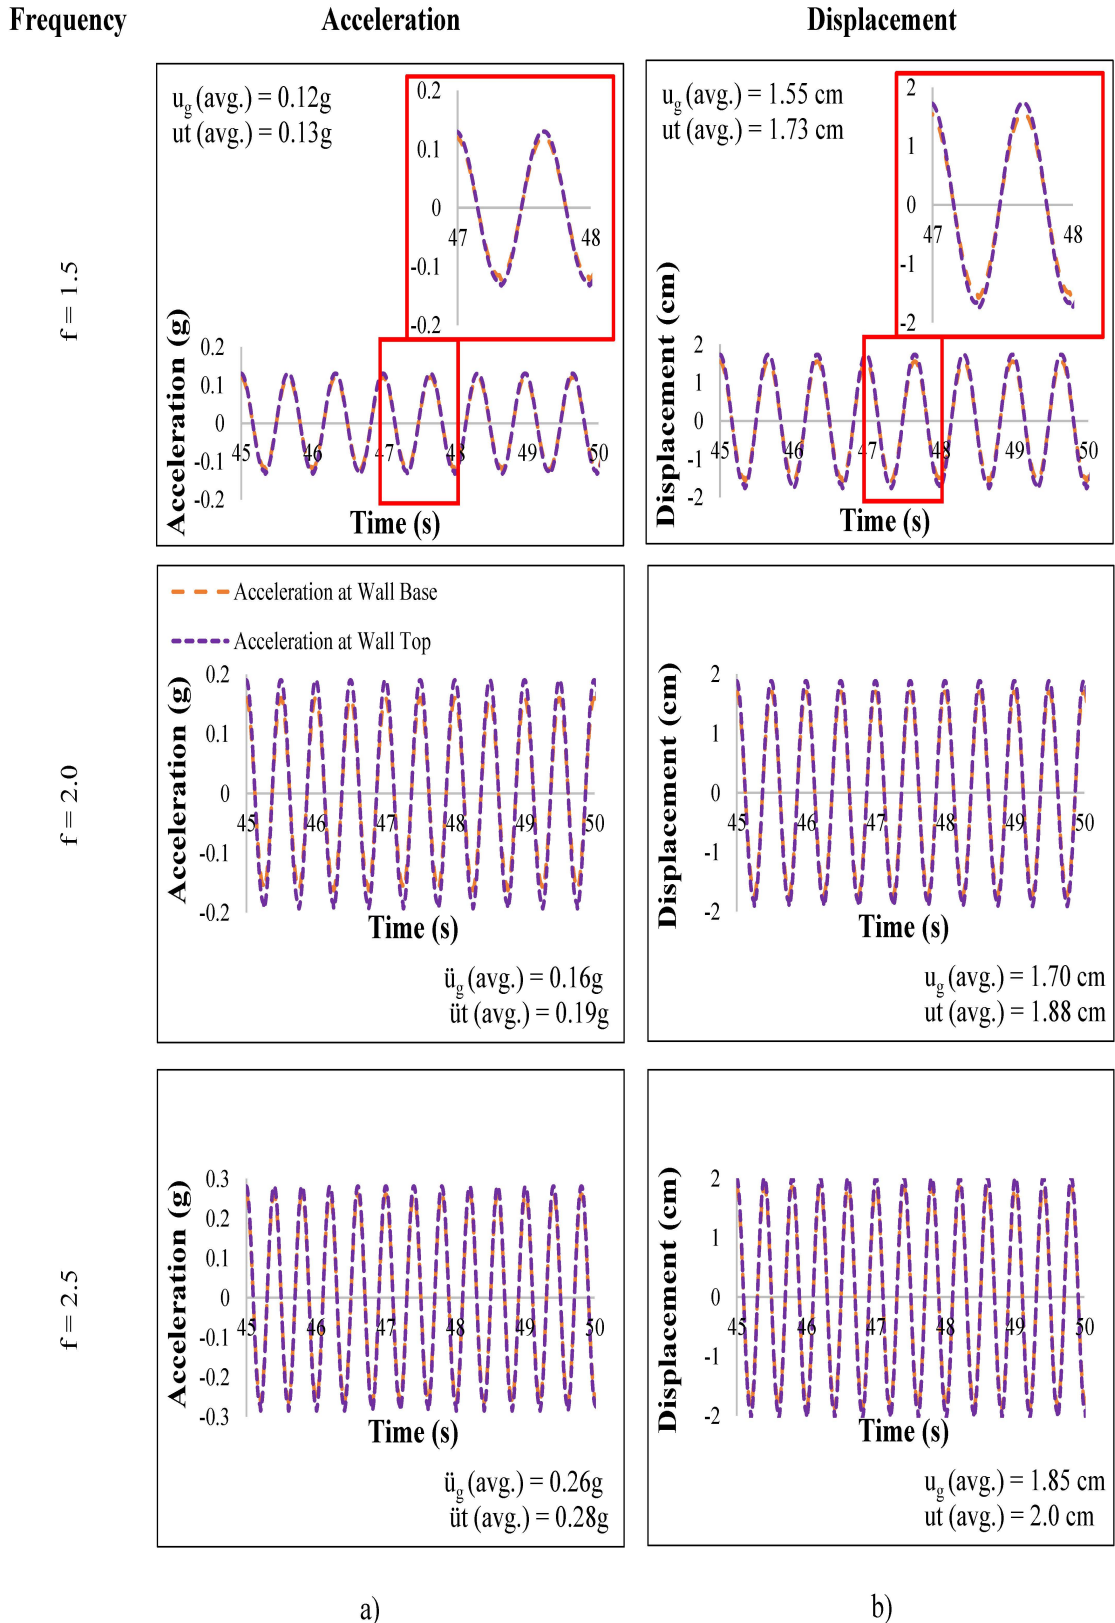 Frequency
Acceleration
Displacement
f = 1.5
u_g (avg.) = 0.12g
ut (avg.) = 0.13g
0.2
0.1
0
47
48
-0.1
-0.2
Acceleration (g)
0.2
0.1
0
45
46
47
48
49
50
-0.1
-0.2
Time (s)
u_g (avg.) = 1.55 cm
ut (avg.) = 1.73 cm
2
1
0
47
48
-1
-2
Displacement (cm)
2
1
0
45
46
47
48
49
50
-1
-2
Time (s)
f = 2.0
Acceleration at Wall Base
Acceleration at Wall Top
Acceleration (g)
0.2
0.1
0
45
46
47
48
49
50
-0.1
-0.2
Time (s)
ü_g (avg.) = 0.16g
üt (avg.) = 0.19g
Displacement (cm)
2
1
0
45
46
47
48
49
50
-1
-2
Time (s)
u_g (avg.) = 1.70 cm
ut (avg.) = 1.88 cm
f = 2.5
Acceleration (g)
0.3
0.2
0.1
0
45
46
47
48
49
50
-0.1
-0.2
-0.3
Time (s)
ü_g (avg.) = 0.26g
üt (avg.) = 0.28g
Displacement (cm)
2
1
0
45
46
47
48
49
50
-1
-2
Time (s)
u_g (avg.) = 1.85 cm
ut (avg.) = 2.0 cm
a)
b)